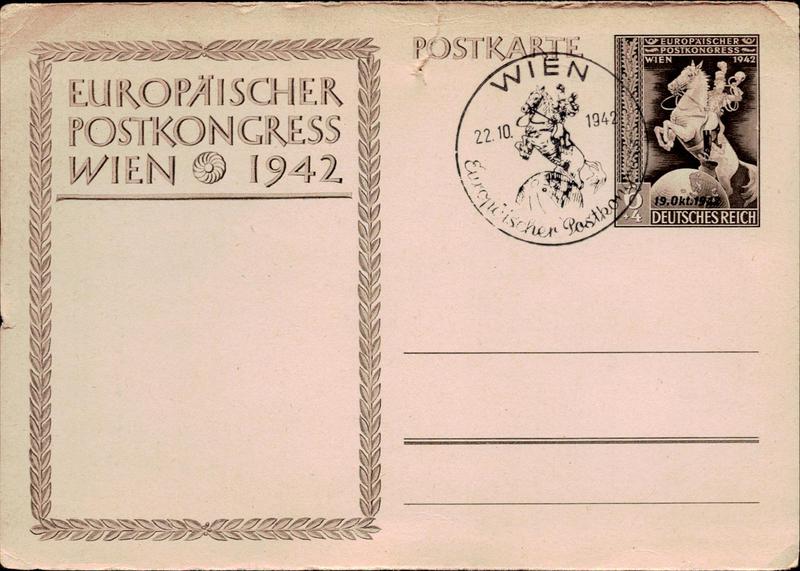 EUROPÄISCHER
POSTKONGRESS
WIEN 1942
POSTKARTE
WIEN
22.10. 1942
Europäischer Postkongress
EUROPÄISCHER
POSTKONGRESS
WIEN 1942
19.Okt.1942
DEUTSCHES REICH